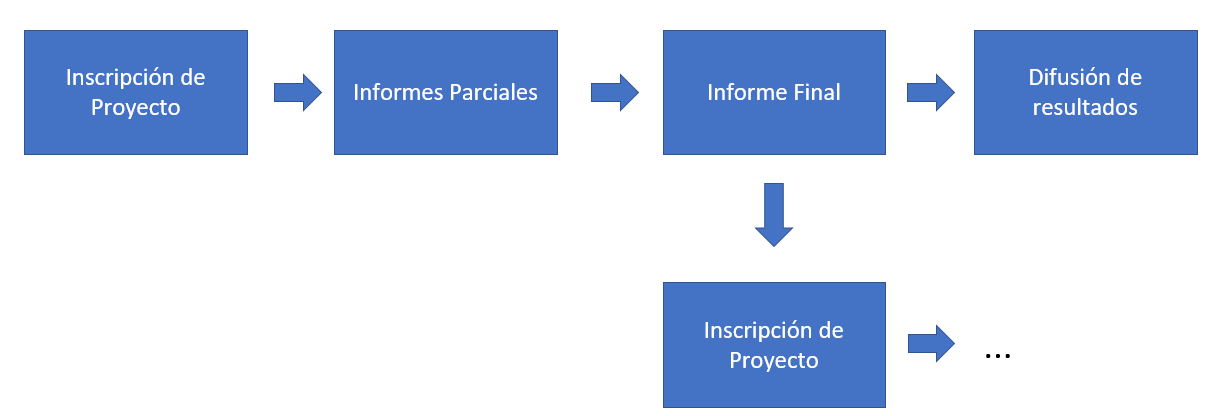 Inscripción de
Proyecto
Informes Parciales
Informe Final
Difusión de
resultados
Inscripción de
Proyecto
...